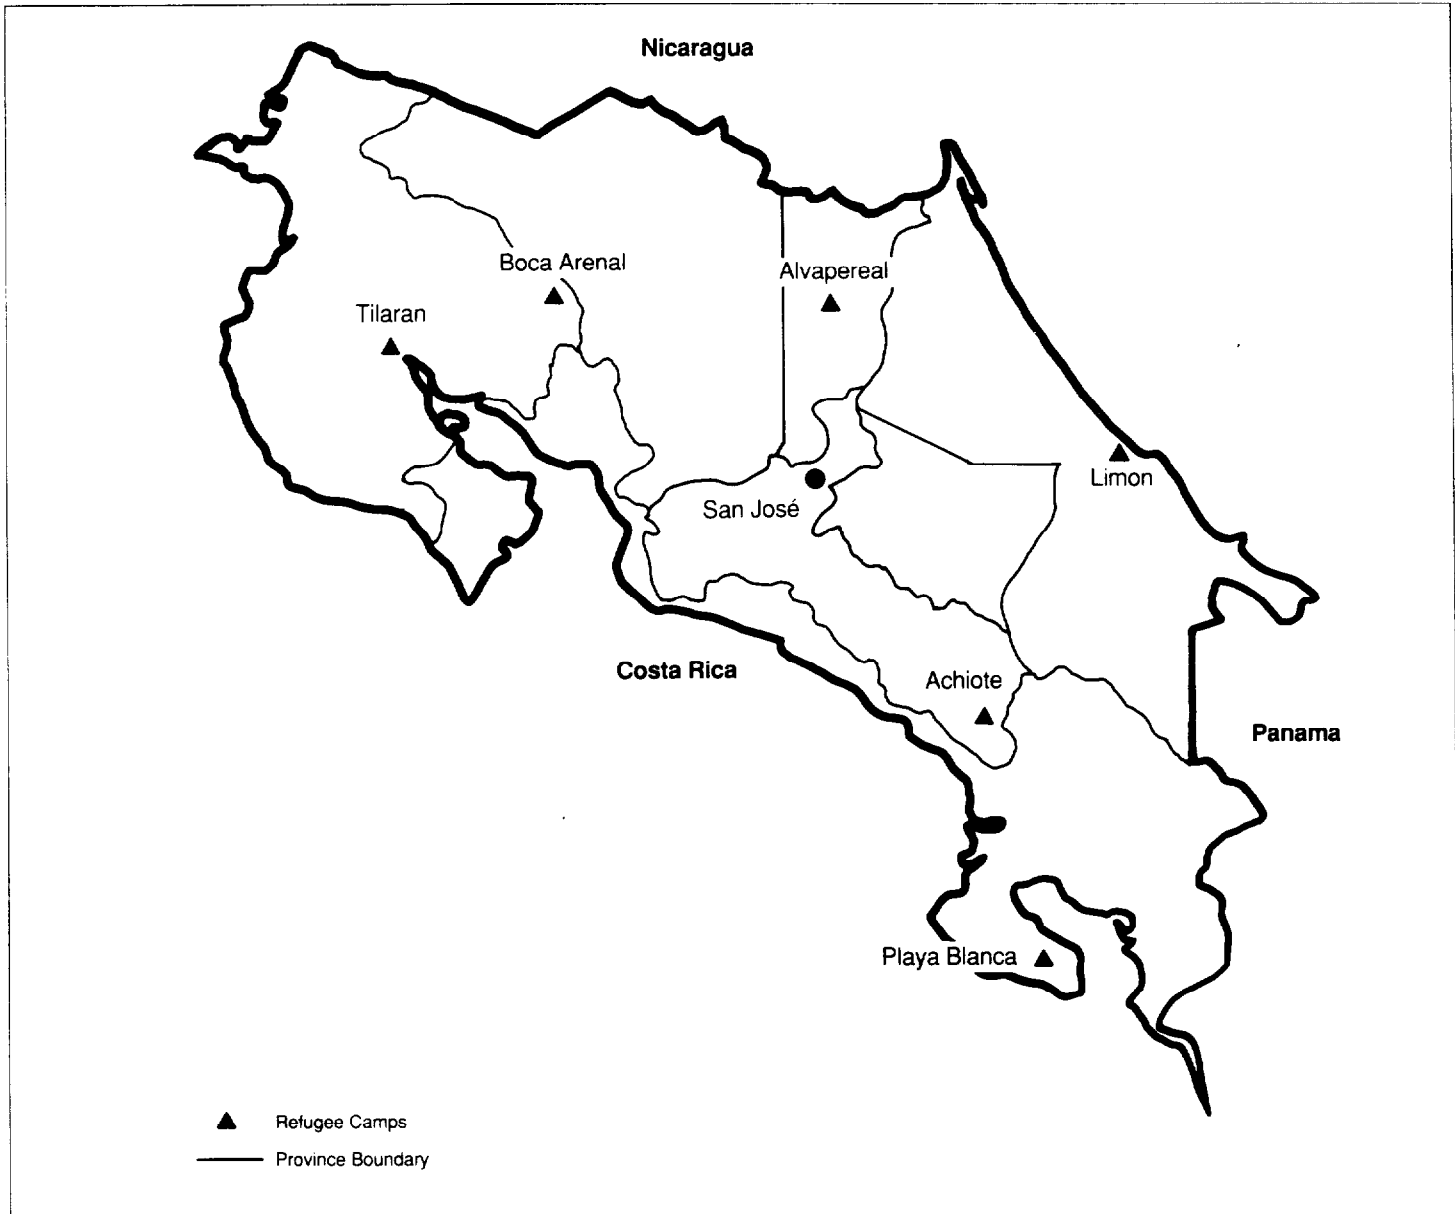 Nicaragua
Boca Arenal
Alvapereal
Tilaran
Limon
San José
Costa Rica
Achiote
Panama
Playa Blanca
Refugee Camps
Province Boundary